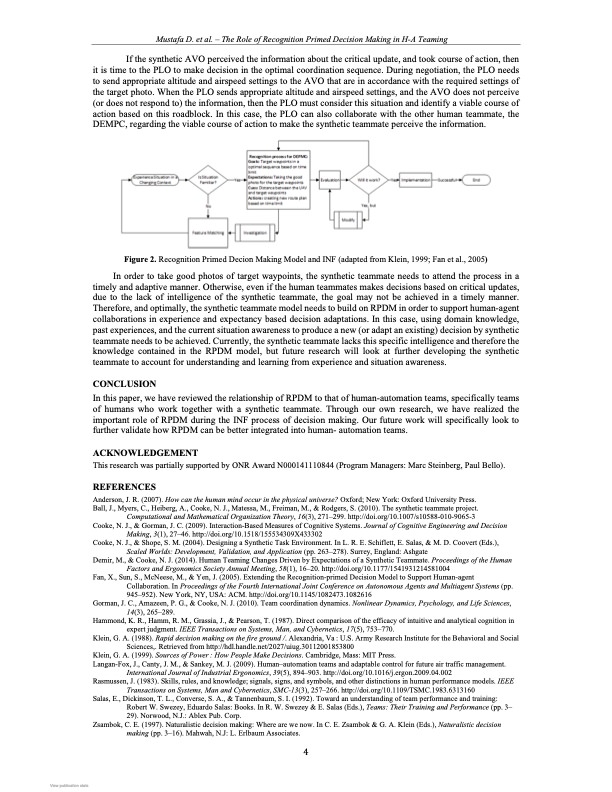 Mustafa D. et al. – The Role of Recognition Primed Decision Making in H-A Teaming
If the synthetic AVO perceived the information about the critical update, and took course of action, then
it is time to the PLO to make decision in the optimal coordination sequence. During negotiation, the PLO needs
to send appropriate altitude and airspeed settings to the AVO that are in accordance with the required settings of
the target photo. When the PLO sends appropriate altitude and airspeed settings, and the AVO does not perceive
(or does not respond to) the information, then the PLO must consider this situation and identify a viable course of
action based on this roadblock. In this case, the PLO can also collaborate with the other human teammate, the
DEMPC, regarding the viable course of action to make the synthetic teammate perceive the information.
Experience Situation in a
Changing Context
Is Situation
Familiar?
Yes
No
Feature Matching
Investigation
Recognition process for DEMPC:
Goals: Target waypoints in a
optimal sequence based on time
limit
Expectations: Taking the good
photo for the target waypoints
Cues: Distance between the UAV
and target waypoints
Actions: creating new route plan
based on time limit
Evaluation
Will it work?
Yes
Yes, but
Modify
Implementation
Successful
End
Figure 2. Recognition Primed Decion Making Model and INF (adapted from Klein, 1999; Fan et al., 2005)
In order to take good photos of target waypoints, the synthetic teammate needs to attend the process in a
timely and adaptive manner. Otherwise, even if the human teammates makes decisions based on critical updates,
due to the lack of intelligence of the synthetic teammate, the goal may not be achieved in a timely manner.
Therefore, and optimally, the synthetic teammate model needs to build on RPDM in order to support human-agent
collaborations in experience and expectancy based decision adaptations. In this case, using domain knowledge,
past experiences, and the current situation awareness to produce a new (or adapt an existing) decision by synthetic
teammate needs to be achieved. Currently, the synthetic teammate lacks this specific intelligence and therefore the
knowledge contained in the RPDM model, but future research will look at further developing the synthetic
teammate to account for understanding and learning from experience and situation awareness.
CONCLUSION
In this paper, we have reviewed the relationship of RPDM to that of human-automation teams, specifically teams
of humans who work together with a synthetic teammate. Through our own research, we have realized the
important role of RPDM during the INF process of decision making. Our future work will specifically look to
further validate how RPDM can be better integrated into human- automation teams.
ACKNOWLEDGEMENT
This research was partially supported by ONR Award N000141110844 (Program Managers: Marc Steinberg, Paul Bello).
REFERENCES
Anderson, J. R. (2007). How can the human mind occur in the physical universe? Oxford; New York: Oxford University Press.
Ball, J., Myers, C., Heiberg, A., Cooke, N. J., Matessa, M., Freiman, M., & Rodgers, S. (2010). The synthetic teammate project.
Computational and Mathematical Organization Theory, 16(3), 271–299. http://doi.org/10.1007/s10588-010-9065-3
Cooke, N. J., & Gorman, J. C. (2009). Interaction-Based Measures of Cognitive Systems. Journal of Cognitive Engineering and Decision
Making, 3(1), 27–46. http://doi.org/10.1518/155534309X433302
Cooke, N. J., & Shope, S. M. (2004). Designing a Synthetic Task Environment. In L. R. E. Schiflett, E. Salas, & M. D. Coovert (Eds.),
Scaled Worlds: Development, Validation, and Application (pp. 263–278). Surrey, England: Ashgate
Demir, M., & Cooke, N. J. (2014). Human Teaming Changes Driven by Expectations of a Synthetic Teammate. Proceedings of the Human
Factors and Ergonomics Society Annual Meeting, 58(1), 16–20. http://doi.org/10.1177/1541931214581004
Fan, X., Sun, S., McNeese, M., & Yen, J. (2005). Extending the Recognition-primed Decision Model to Support Human-agent
Collaboration. In Proceedings of the Fourth International Joint Conference on Autonomous Agents and Multiagent Systems (pp.
945–952). New York, NY, USA: ACM. http://doi.org/10.1145/1082473.1082616
Gorman, J. C., Amazeen, P. G., & Cooke, N. J. (2010). Team coordination dynamics. Nonlinear Dynamics, Psychology, and Life Sciences,
14(3), 265–289.
Hammond, K. R., Hamm, R. M., Grassia, J., & Pearson, T. (1987). Direct comparison of the efficacy of intuitive and analytical cognition in
expert judgment. IEEE Transactions on Systems, Man, and Cybernetics, 17(5), 753–770.
Klein, G. A. (1988). Rapid decision making on the fire ground /. Alexandria, Va : U.S. Army Research Institute for the Behavioral and Social
Sciences,. Retrieved from http://hdl.handle.net/2027/uiug.30112001853800
Klein, G. A. (1999). Sources of Power : How People Make Decisions. Cambridge, Mass: MIT Press.
Langan-Fox, J., Canty, J. M., & Sankey, M. J. (2009). Human–automation teams and adaptable control for future air traffic management.
International Journal of Industrial Ergonomics, 39(5), 894–903. http://doi.org/10.1016/j.ergon.2009.04.002
Rasmussen, J. (1983). Skills, rules, and knowledge; signals, signs, and symbols, and other distinctions in human performance models. IEEE
Transactions on Systems, Man and Cybernetics, SMC-13(3), 257–266. http://doi.org/10.1109/TSMC.1983.6313160
Salas, E., Dickinson, T. L., Converse, S. A., & Tannenbaum, S. I. (1992). Toward an understanding of team performance and training:
Robert W. Swezey, Eduardo Salas: Books. In R. W. Swezey & E. Salas (Eds.), Teams: Their Training and Performance (pp. 3–
29). Norwood, N.J.: Ablex Pub. Corp.
Zsambok, C. E. (1997). Naturalistic decision making: Where are we now. In C. E. Zsambok & G. A. Klein (Eds.), Naturalistic decision
making (pp. 3–16). Mahwah, N.J: L. Erlbaum Associates.
4
View publication stats